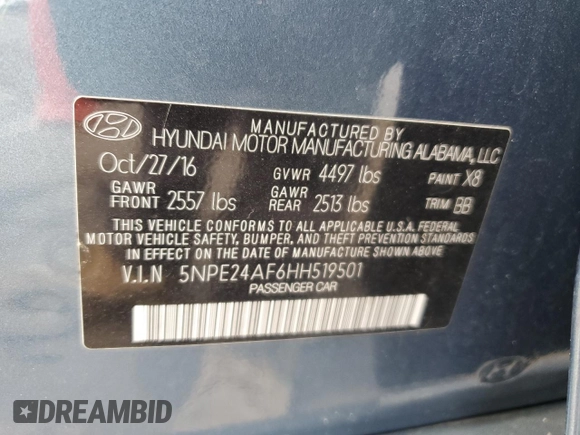 MANUFACTURED BY
HYUNDAI MOTOR MANUFACTURING ALABAMA, LLC
Oct/27/16 GVWR 4497 lbs PAINT X8
GAWR FRONT 2557 lbs GAWR REAR 2513 lbs TRIM BB
THIS VEHICLE CONFORMS TO ALL APPLICABLE U.S.A. FEDERAL
MOTOR VEHICLE SAFETY, BUMPER, AND THEFT PREVENTION STANDARDS
IN EFFECT ON THE DATE OF MANUFACTURE SHOWN ABOVE.
V.I.N 5NPE24AF6HH519501
PASSENGER CAR
DREAMBID